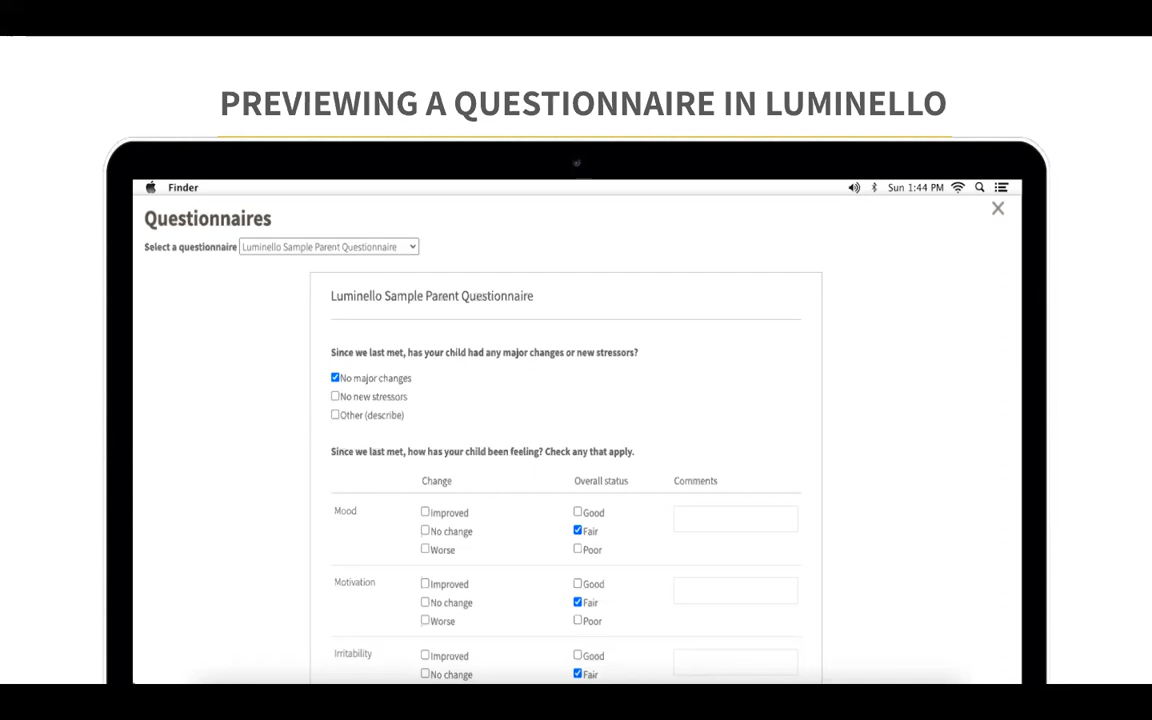 PREVIEWING A QUESTIONNAIRE IN LUMINELLO
Finder Sun 1:44 PM
Questionnaires
Select a questionnaire Luminello Sample Parent Questionnaire
Luminello Sample Parent Questionnaire
Since we last met, has your child had any major changes or new stressors?
No major changes
No new stressors
Other (describe)
Since we last met, how has your child been feeling? Check any that apply.
Change Overall status Comments
Mood Improved Good
No change Fair
Worse Poor
Motivation Improved Good
No change Fair
Worse Poor
Irritability Improved Good
No change Fair